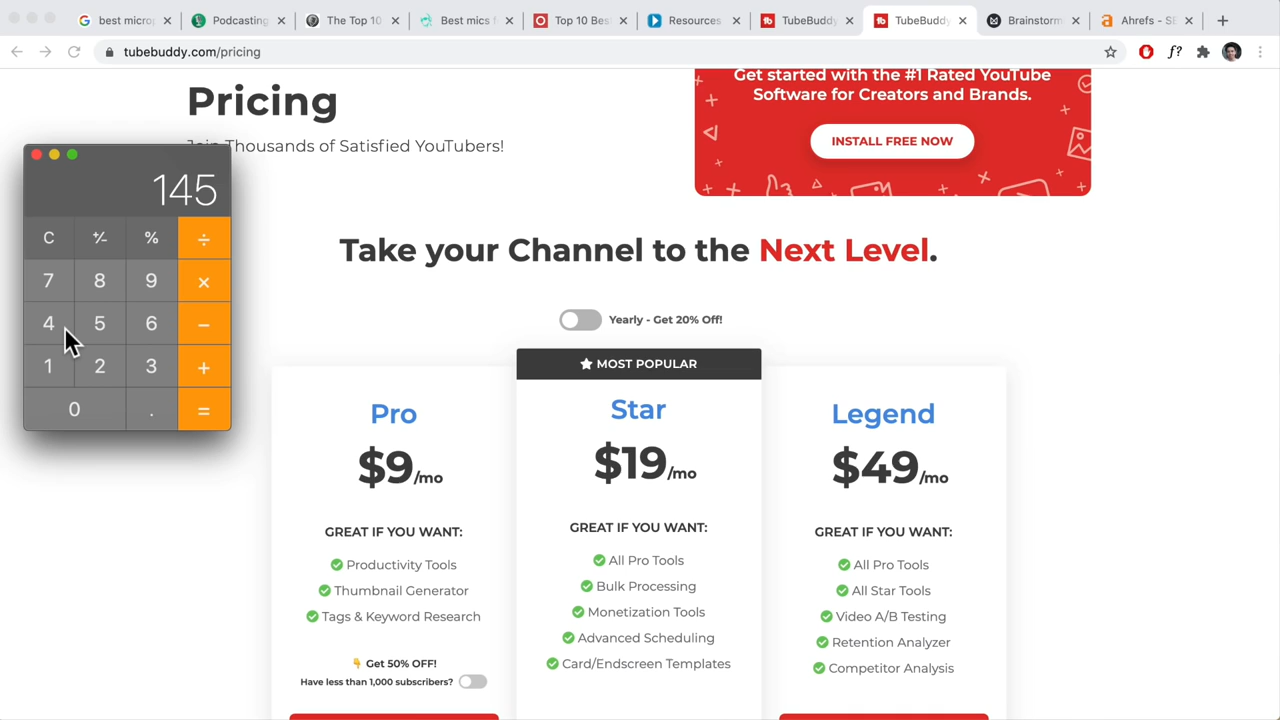 best micro
Podcasting
The Top 10
Best mics f
Top 10 Bes
Resources
TubeBuddy
TubeBuddy
Brainstorm
Ahrefs - SE
tubebuddy.com/pricing
f?
Pricing
Join Thousands of Satisfied YouTubers!
Get started with the #1 Rated YouTube
Software for Creators and Brands.
INSTALL FREE NOW
145
C +/- % ÷
7 8 9 ×
4 5 6 −
1 2 3 +
0 . =
Take your Channel to the Next Level.
Yearly - Get 20% Off!
Pro
$9/mo
GREAT IF YOU WANT:
Productivity Tools
Thumbnail Generator
Tags & Keyword Research
👇 Get 50% OFF!
Have less than 1,000 subscribers?
MOST POPULAR
Star
$19/mo
GREAT IF YOU WANT:
All Pro Tools
Bulk Processing
Monetization Tools
Advanced Scheduling
Card/Endscreen Templates
Legend
$49/mo
GREAT IF YOU WANT:
All Pro Tools
All Star Tools
Video A/B Testing
Retention Analyzer
Competitor Analysis